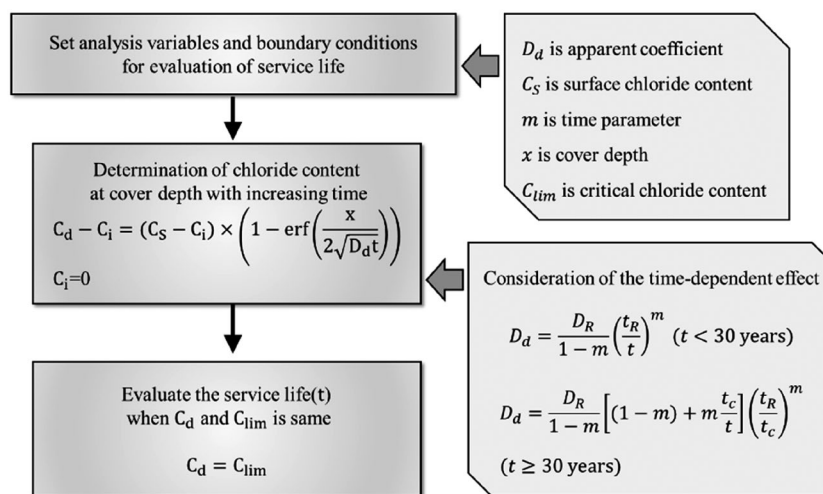 Set analysis variables and boundary conditions
for evaluation of service life
D_d is apparent coefficient
C_S is surface chloride content
m is time parameter
x is cover depth
C_lim is critical chloride content
Determination of chloride content
at cover depth with increasing time
C_d − C_i = (C_S − C_i) × (1 − erf(x / (2√(D_d t))))
C_i=0
Consideration of the time-dependent effect
D_d = D_R / (1 − m) (t_R / t)^m (t < 30 years)
D_d = D_R / (1 − m) [(1 − m) + m t_c / t] (t_R / t_c)^m
(t ≥ 30 years)
Evaluate the service life(t)
when C_d and C_lim is same
C_d = C_lim